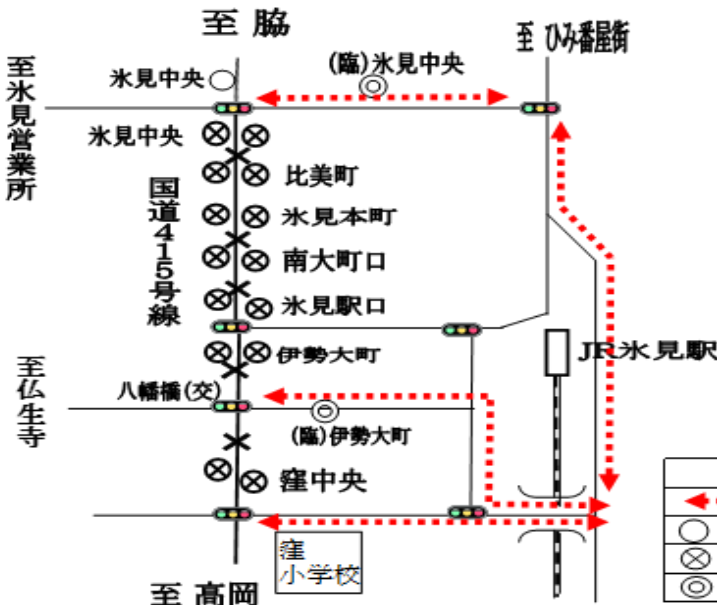 至 脇
至 ひみ番屋街
至氷見営業所
氷見中央
(臨)氷見中央
氷見中央
比美町
国道415号線
氷見本町
南大町口
氷見駅口
JR氷見駅
至仏生寺
伊勢大町
八幡橋(交)
(臨)伊勢大町
窪中央
窪
小学校
至 高岡